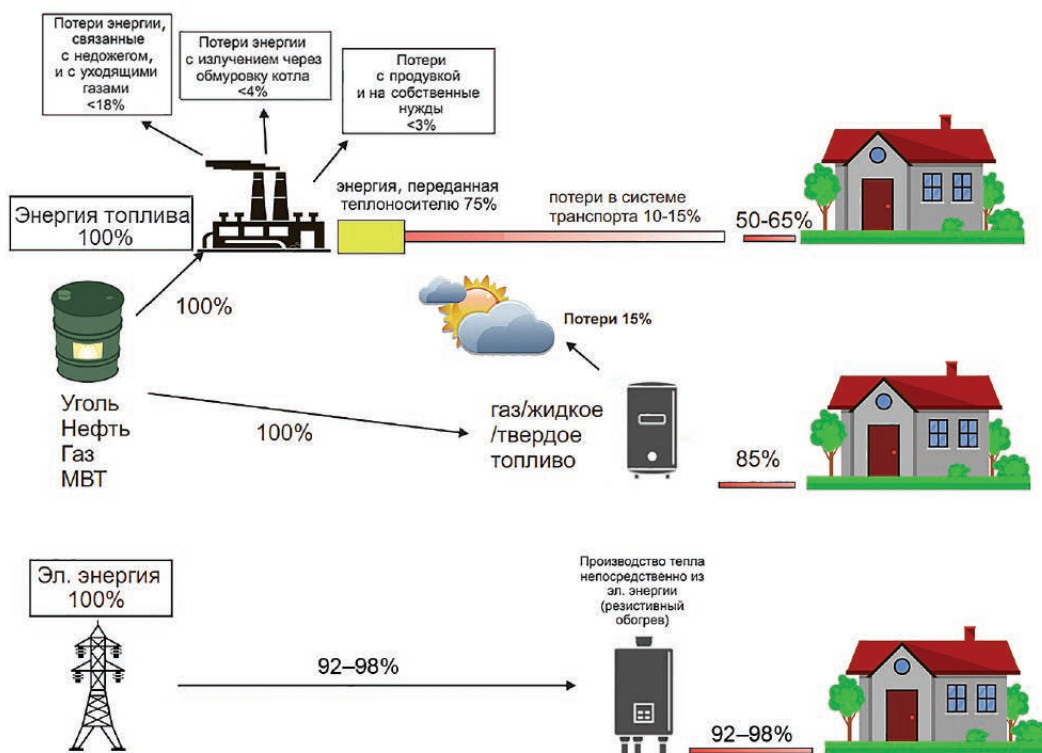 Потери энергии,
связанные
с недожегом,
и с уходящими
газами
<18%
Потери энергии
с излучением через
обмуровку котла
<4%
Потери
с продувкой
и на собственные
нужды
<3%
Энергия топлива
100%
энергия, переданная
теплоносителю 75%
потери в системе
транспорта 10-15%
50-65%
100%
Потери 15%
Уголь
Нефть
Газ
МВТ
100%
газ/жидкое
/твердое
топливо
85%
Эл. энергия
100%
92–98%
Производство тепла
непосредственно из
эл. энергии
(резистивный
обогрев)
92–98%